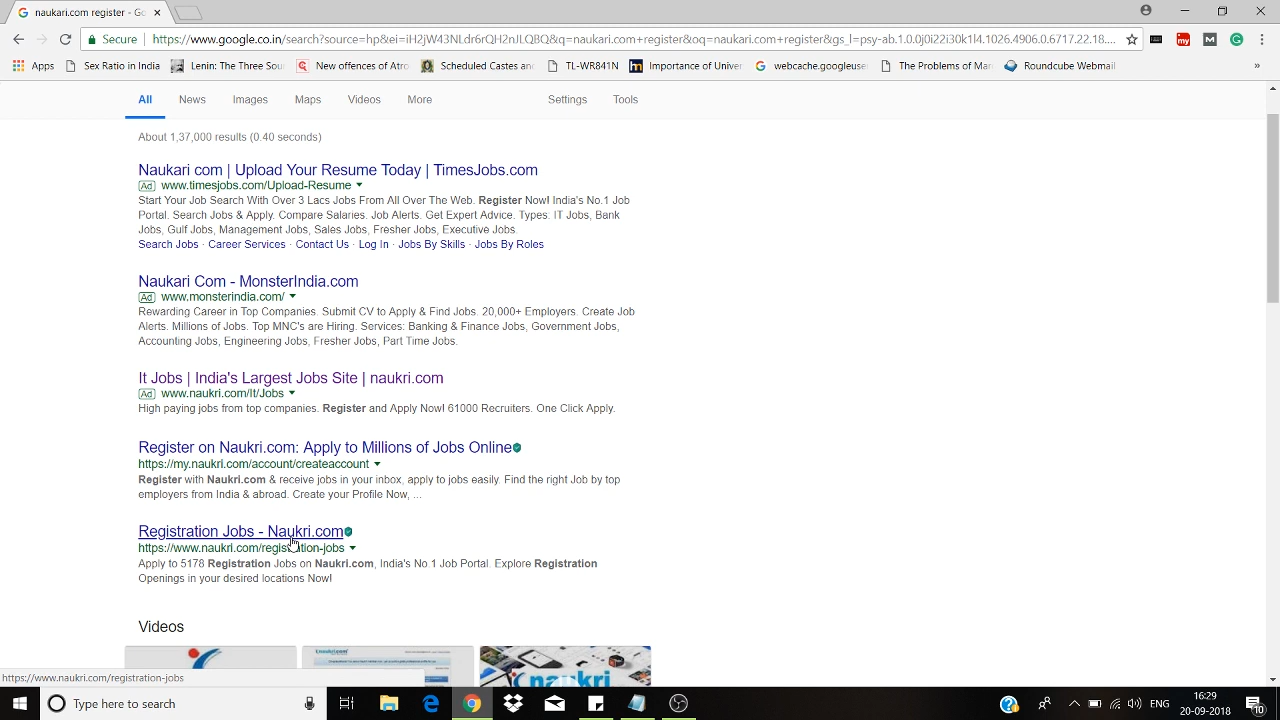 naukari.com register - Go
Secure https://www.google.co.in/search?source=hp&ei=iH2jW43NLdr6rQH2nJLQBQ&q=naukari.com+register&oq=naukari.com+register&gs_l=psy-ab.1.0.0j0i22i30k1l4.1026.4906.0.6717.22.18....
Apps Sex Ratio in India Lenin: The Three Sou New offences of Atro Scheduled Castes and TL-WR841N Importance of Univer webcache.googleuse The Problems of Mar Roundcube Webmail »
All News Images Maps Videos More Settings Tools
About 1,37,000 results (0.40 seconds)
Naukari com | Upload Your Resume Today | TimesJobs.com
Ad www.timesjobs.com/Upload-Resume
Start Your Job Search With Over 3 Lacs Jobs From All Over The Web. Register Now! India's No.1 Job
Portal. Search Jobs & Apply. Compare Salaries. Job Alerts. Get Expert Advice. Types: IT Jobs, Bank
Jobs, Gulf Jobs, Management Jobs, Sales Jobs, Fresher Jobs, Executive Jobs.
Search Jobs · Career Services · Contact Us · Log In · Jobs By Skills · Jobs By Roles
Naukari Com - MonsterIndia.com
Ad www.monsterindia.com/
Rewarding Career in Top Companies. Submit CV to Apply & Find Jobs. 20,000+ Employers. Create Job
Alerts. Millions of Jobs. Top MNC's are Hiring. Services: Banking & Finance Jobs, Government Jobs,
Accounting Jobs, Engineering Jobs, Fresher Jobs, Part Time Jobs.
It Jobs | India's Largest Jobs Site | naukri.com
Ad www.naukri.com/It/Jobs
High paying jobs from top companies. Register and Apply Now! 61000 Recruiters. One Click Apply.
Register on Naukri.com: Apply to Millions of Jobs Online
https://my.naukri.com/account/createaccount
Register with Naukri.com & receive jobs in your inbox, apply to jobs easily. Find the right Job by top
employers from India & abroad. Create your Profile Now, ...
Registration Jobs - Naukri.com
https://www.naukri.com/registration-jobs
Apply to 5178 Registration Jobs on Naukri.com, India's No.1 Job Portal. Explore Registration
Openings in your desired locations Now!
Videos
naukri
https://www.naukri.com/registration-jobs
Type here to search
ENG
16:29
20-09-2018
10